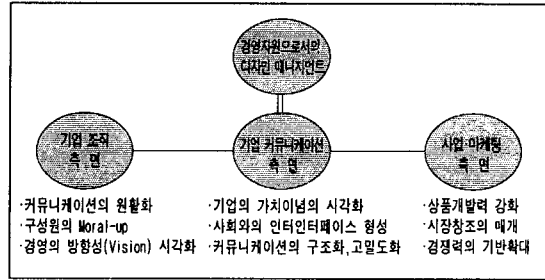 경영자원으로서의
디자인 매니지먼트
기업 조직
측 면
기업 커뮤니케이션
측면
사업·마케팅
측 면
·커뮤니케이션의 원활화
·구성원의 Moral-up
·경영의 방향성(Vision) 시각화
·기업의 가치이념의 시각화
·사회와의 인터인터페이스 형성
·커뮤니케이션의 구조화,고밀도화
·상품개발력 강화
·시장창조의 매개
·경쟁력의 기반확대